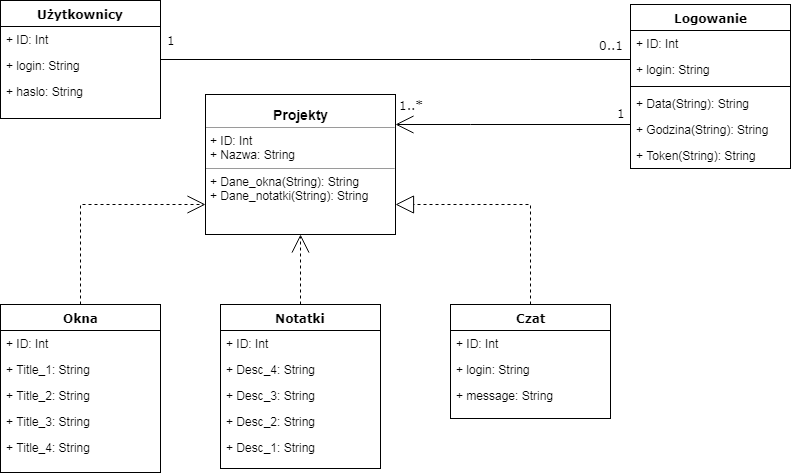 Użytkownicy
+ ID: Int
+ login: String
+ haslo: String
1
0..1
Logowanie
+ ID: Int
+ login: String
+ Data(String): String
+ Godzina(String): String
+ Token(String): String
1..*
1
Projekty
+ ID: Int
+ Nazwa: String
+ Dane_okna(String): String
+ Dane_notatki(String): String
Okna
+ ID: Int
+ Title_1: String
+ Title_2: String
+ Title_3: String
+ Title_4: String
Notatki
+ ID: Int
+ Desc_4: String
+ Desc_3: String
+ Desc_2: String
+ Desc_1: String
Czat
+ ID: Int
+ login: String
+ message: String